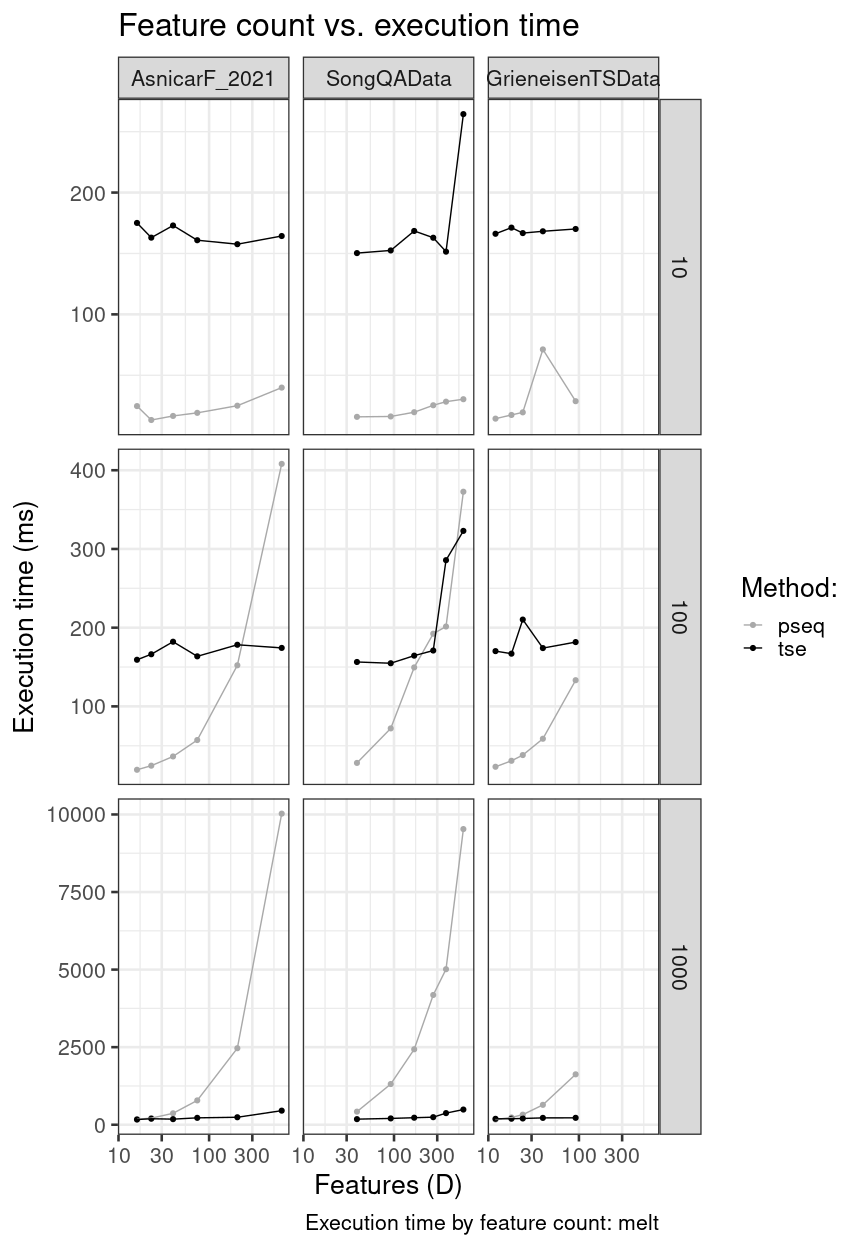 Feature count vs. execution time
AsnicarF_2021
SongQAData
GrieneisenTSData
200
100
10
Execution time (ms)
400
300
200
100
100
Method:
pseq
tse
10000
7500
5000
2500
0
1000
10 30 100 300
10 30 100 300
10 30 100 300
Features (D)
Execution time by feature count: melt